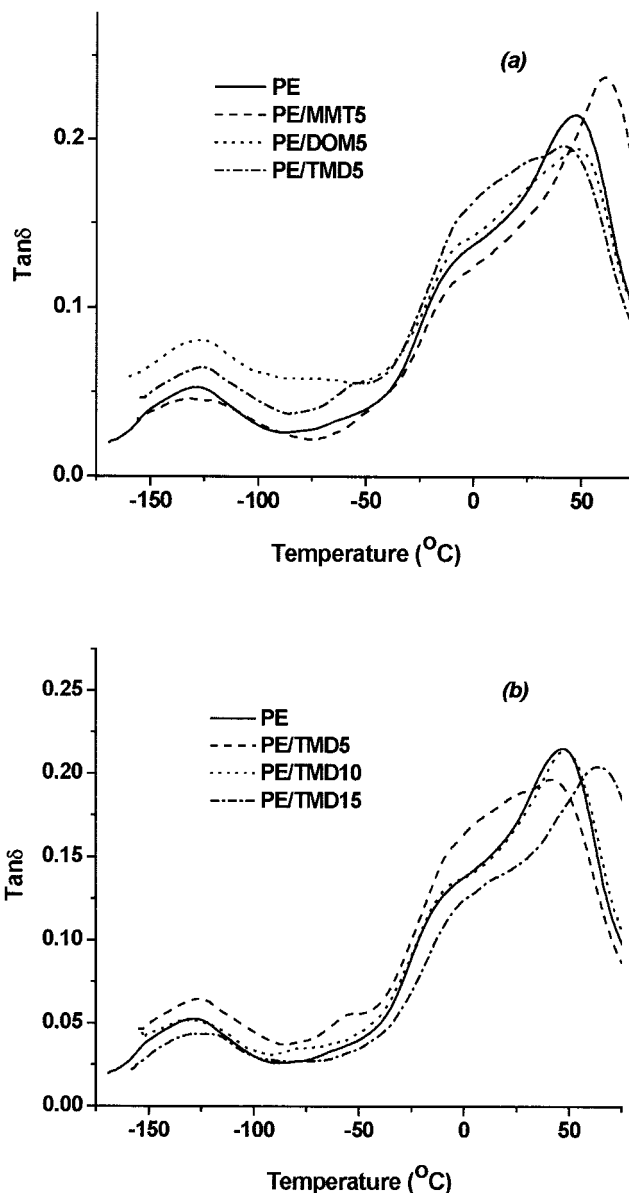 (a)
PE
PE/MMT5
PE/DOM5
PE/TMD5
0.2
0.1
0.0
Tanδ
-150 -100 -50 0 50
Temperature (°C)
(b)
PE
PE/TMD5
PE/TMD10
PE/TMD15
0.25
0.20
0.15
0.10
0.05
0.00
Tanδ
-150 -100 -50 0 50
Temperature (°C)